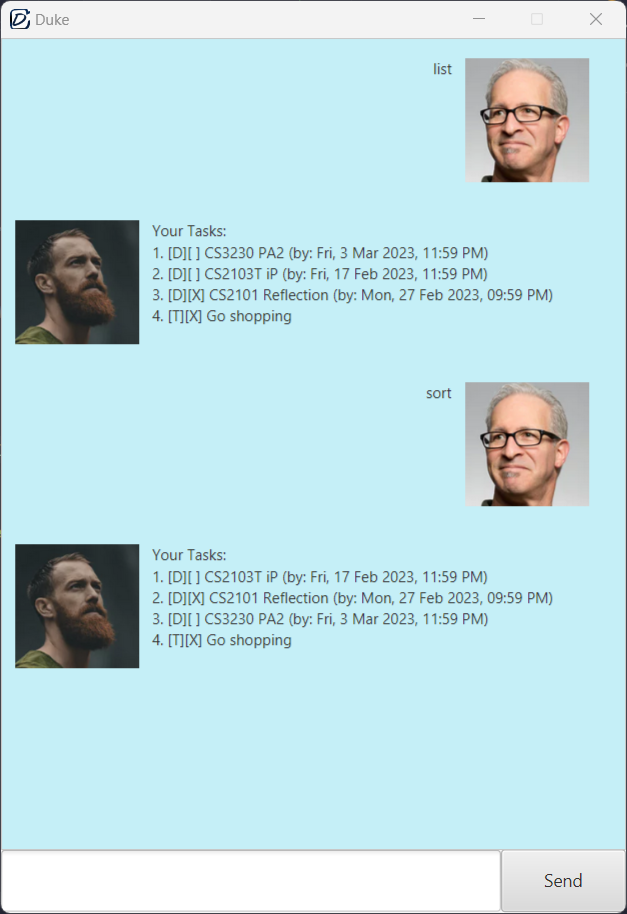 Duke
list
Your Tasks:
1. [D][ ] CS3230 PA2 (by: Fri, 3 Mar 2023, 11:59 PM)
2. [D][ ] CS2103T iP (by: Fri, 17 Feb 2023, 11:59 PM)
3. [D][X] CS2101 Reflection (by: Mon, 27 Feb 2023, 09:59 PM)
4. [T][X] Go shopping
sort
Your Tasks:
1. [D][ ] CS2103T iP (by: Fri, 17 Feb 2023, 11:59 PM)
2. [D][X] CS2101 Reflection (by: Mon, 27 Feb 2023, 09:59 PM)
3. [D][ ] CS3230 PA2 (by: Fri, 3 Mar 2023, 11:59 PM)
4. [T][X] Go shopping
Send